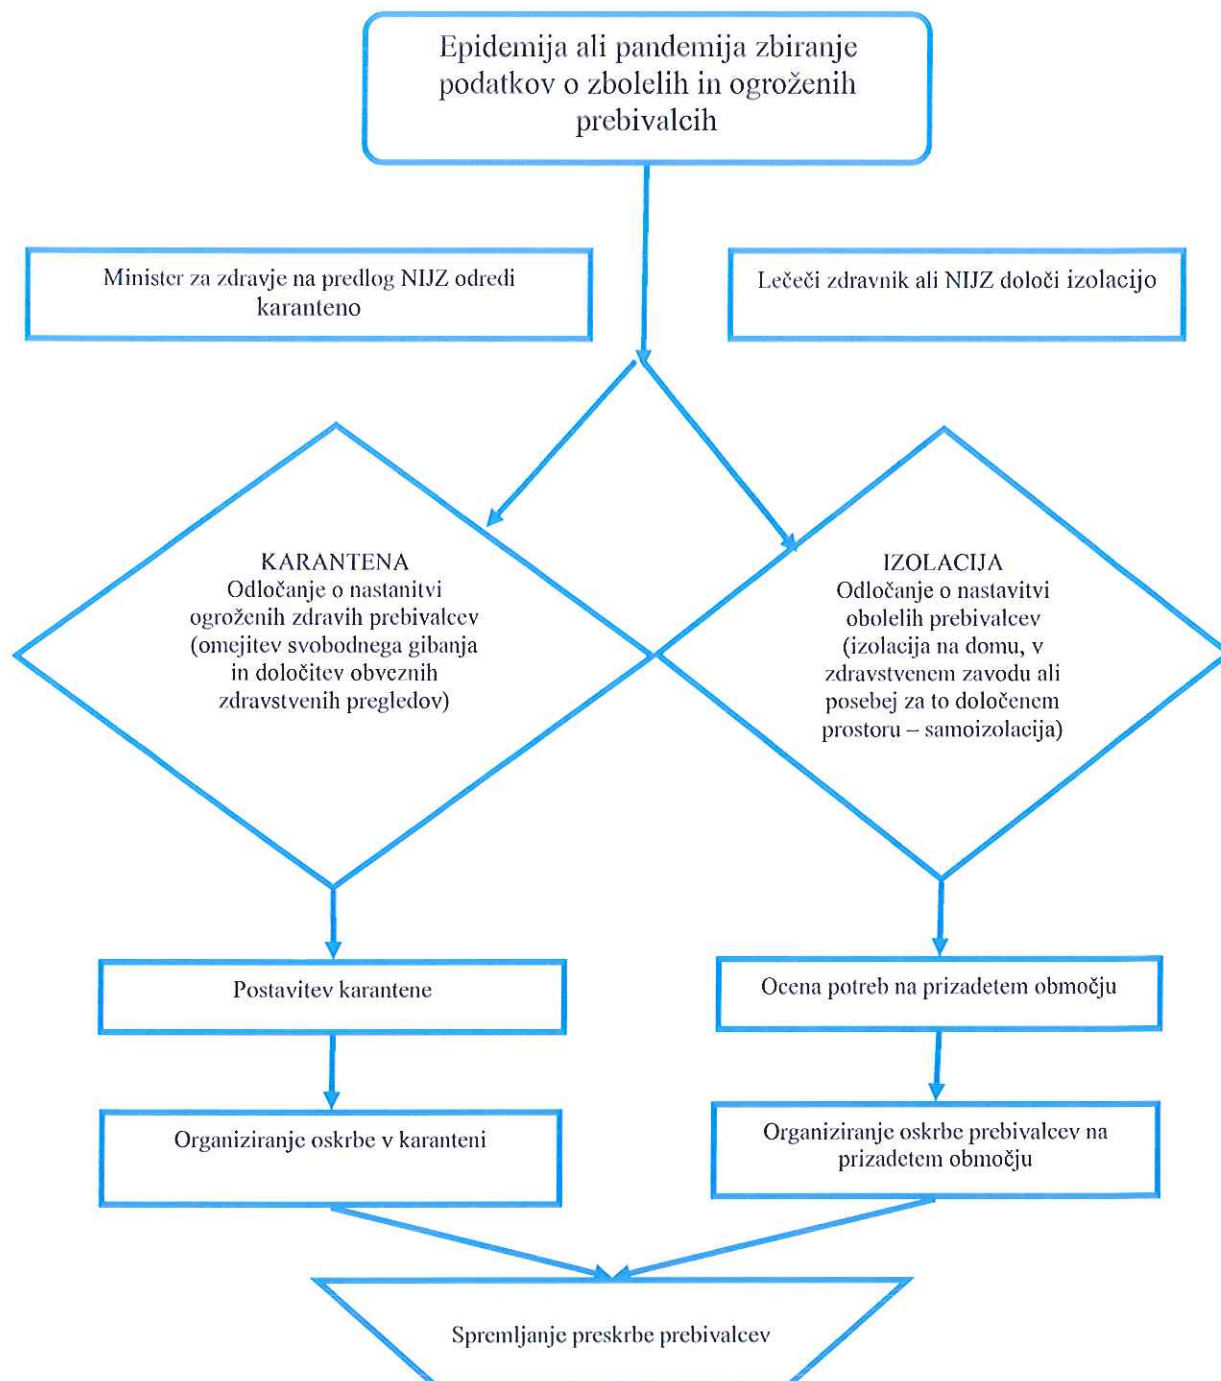 Epidemija ali pandemija zbiranje
podatkov o zbolelih in ogroženih
prebivalcih
Minister za zdravje na predlog NIJZ odredi
karanteno
Lečeči zdravnik ali NIJZ določi izolacijo
KARANTENA
Odločanje o nastanitvi
ogroženih zdravih prebivalcev
(omejitev svobodnega gibanja
in določitev obveznih
zdravstvenih pregledov)
IZOLACIJA
Odločanje o nastavitvi
obolelih prebivalcev
(izolacija na domu, v
zdravstvenem zavodu ali
posebej za to določenem
prostoru – samoizolacija)
Postavitev karantene
Ocena potreb na prizadetem območju
Organiziranje oskrbe v karanteni
Organiziranje oskrbe prebivalcev na
prizadetem območju
Spremljanje preskrbe prebivalcev